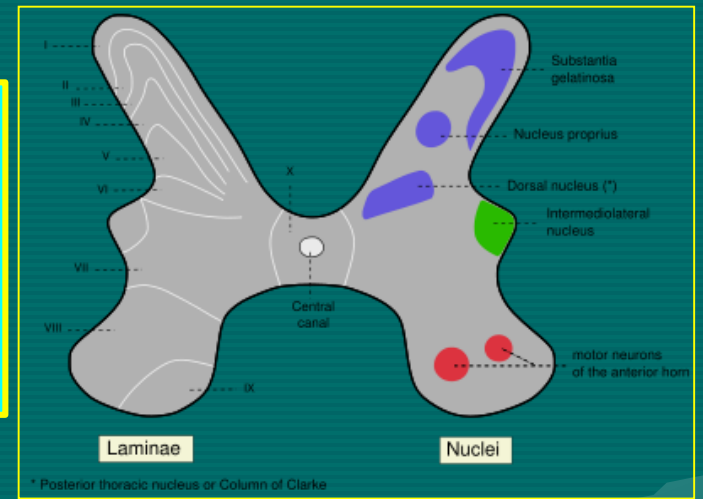 I
II
III
IV
V
VI
VII
VIII
IX
X
Central
canal
Substantia
gelatinosa
Nucleus proprius
Dorsal nucleus (*)
Intermediolateral
nucleus
motor neurons
of the anterior horn
Laminae
Nuclei
* Posterior thoracic nucleus or Column of Clarke